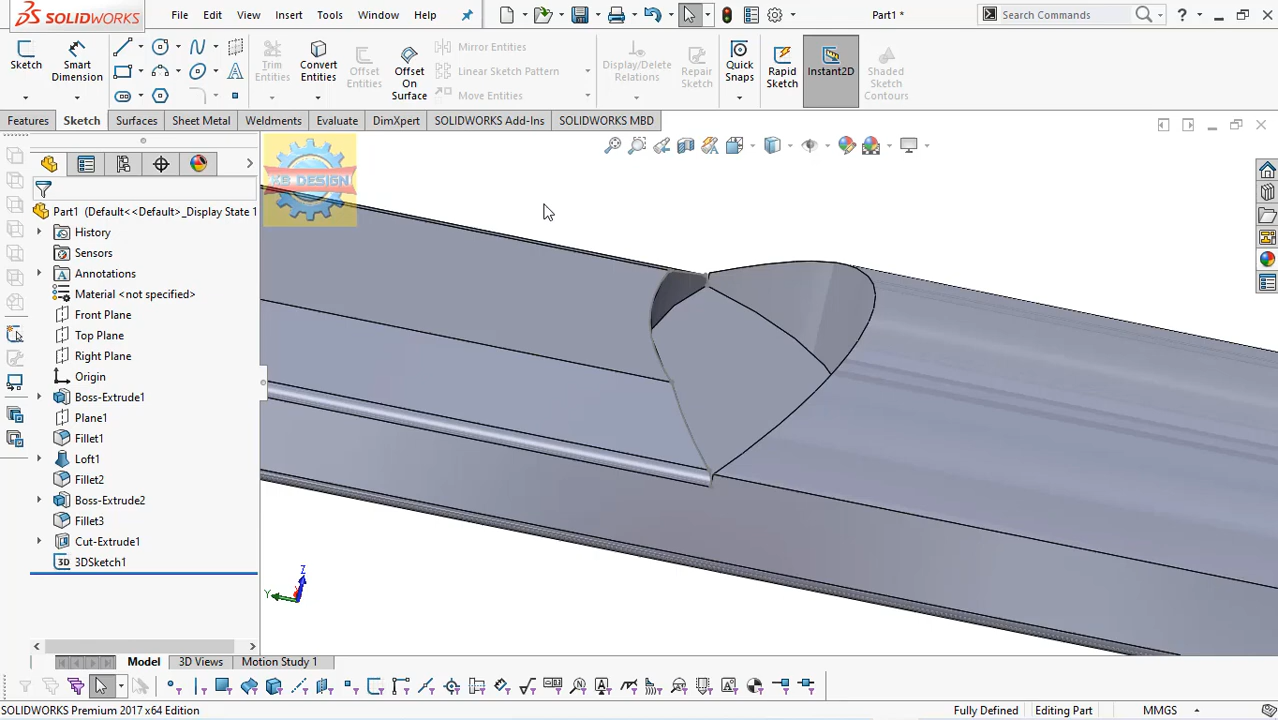 SOLIDWORKS
File Edit View Insert Tools Window Help
Part1 *
Search Commands
?
Sketch
Smart Dimension
Trim Entities
Convert Entities
Offset Entities
Offset On Surface
Mirror Entities
Linear Sketch Pattern
Move Entities
Display/Delete Relations
Repair Sketch
Quick Snaps
Rapid Sketch
Instant2D
Shaded Sketch Contours
Features Sketch Surfaces Sheet Metal Weldments Evaluate DimXpert SOLIDWORKS Add-Ins SOLIDWORKS MBD
Part1 (Default<<Default>_Display State 1
History
Sensors
Annotations
Material <not specified>
Front Plane
Top Plane
Right Plane
Origin
Boss-Extrude1
Plane1
Fillet1
Loft1
Fillet2
Boss-Extrude2
Fillet3
Cut-Extrude1
3D 3DSketch1
DESIGN
Z
Y
Model 3D Views Motion Study 1
SOLIDWORKS Premium 2017 x64 Edition
Fully Defined Editing Part MMGS